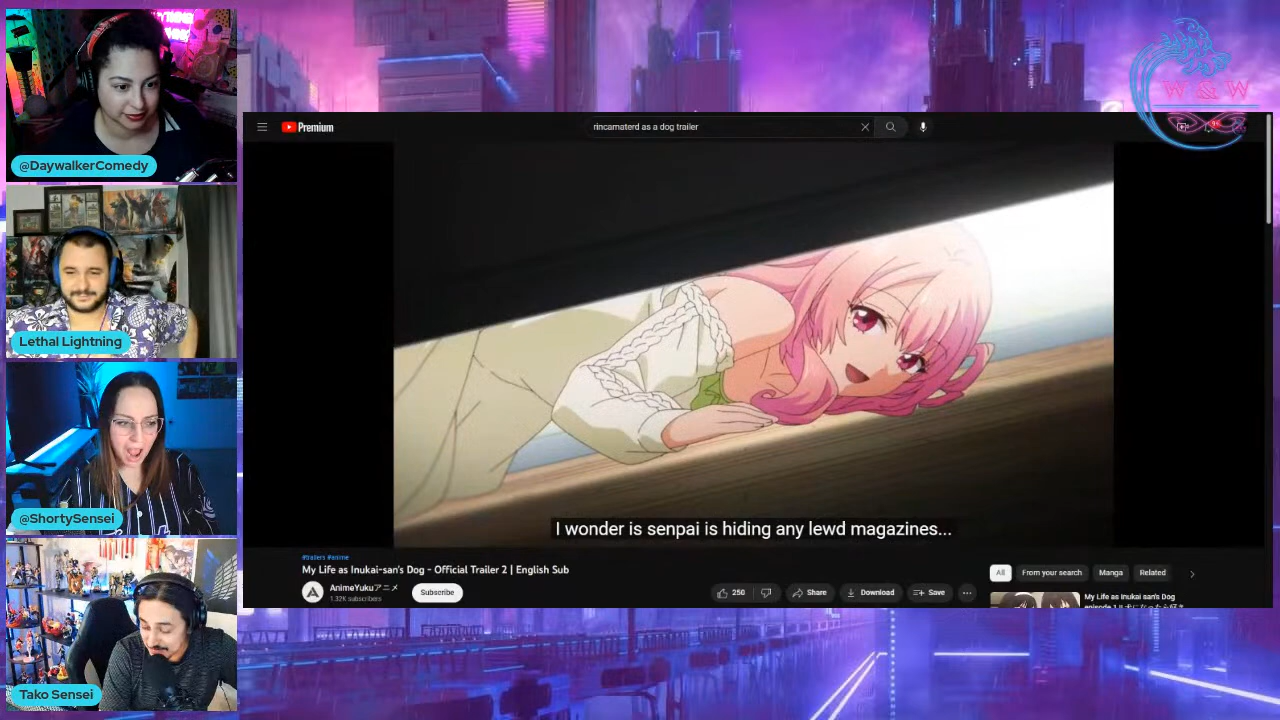 @DaywalkerComedy
Lethal Lightning
@ShortySensei
Tako Sensei
W & W
Premium
rincarnaterd as a dog trailer
I wonder is senpai is hiding any lewd magazines...
#trailers #anime
My Life as Inukai-san's Dog - Official Trailer 2 | English Sub
AnimeYukuアニメ
1.32K subscribers
Subscribe
250
Share
Download
Save
All
From your search
Manga
Related
My Life as Inukai san's Dog